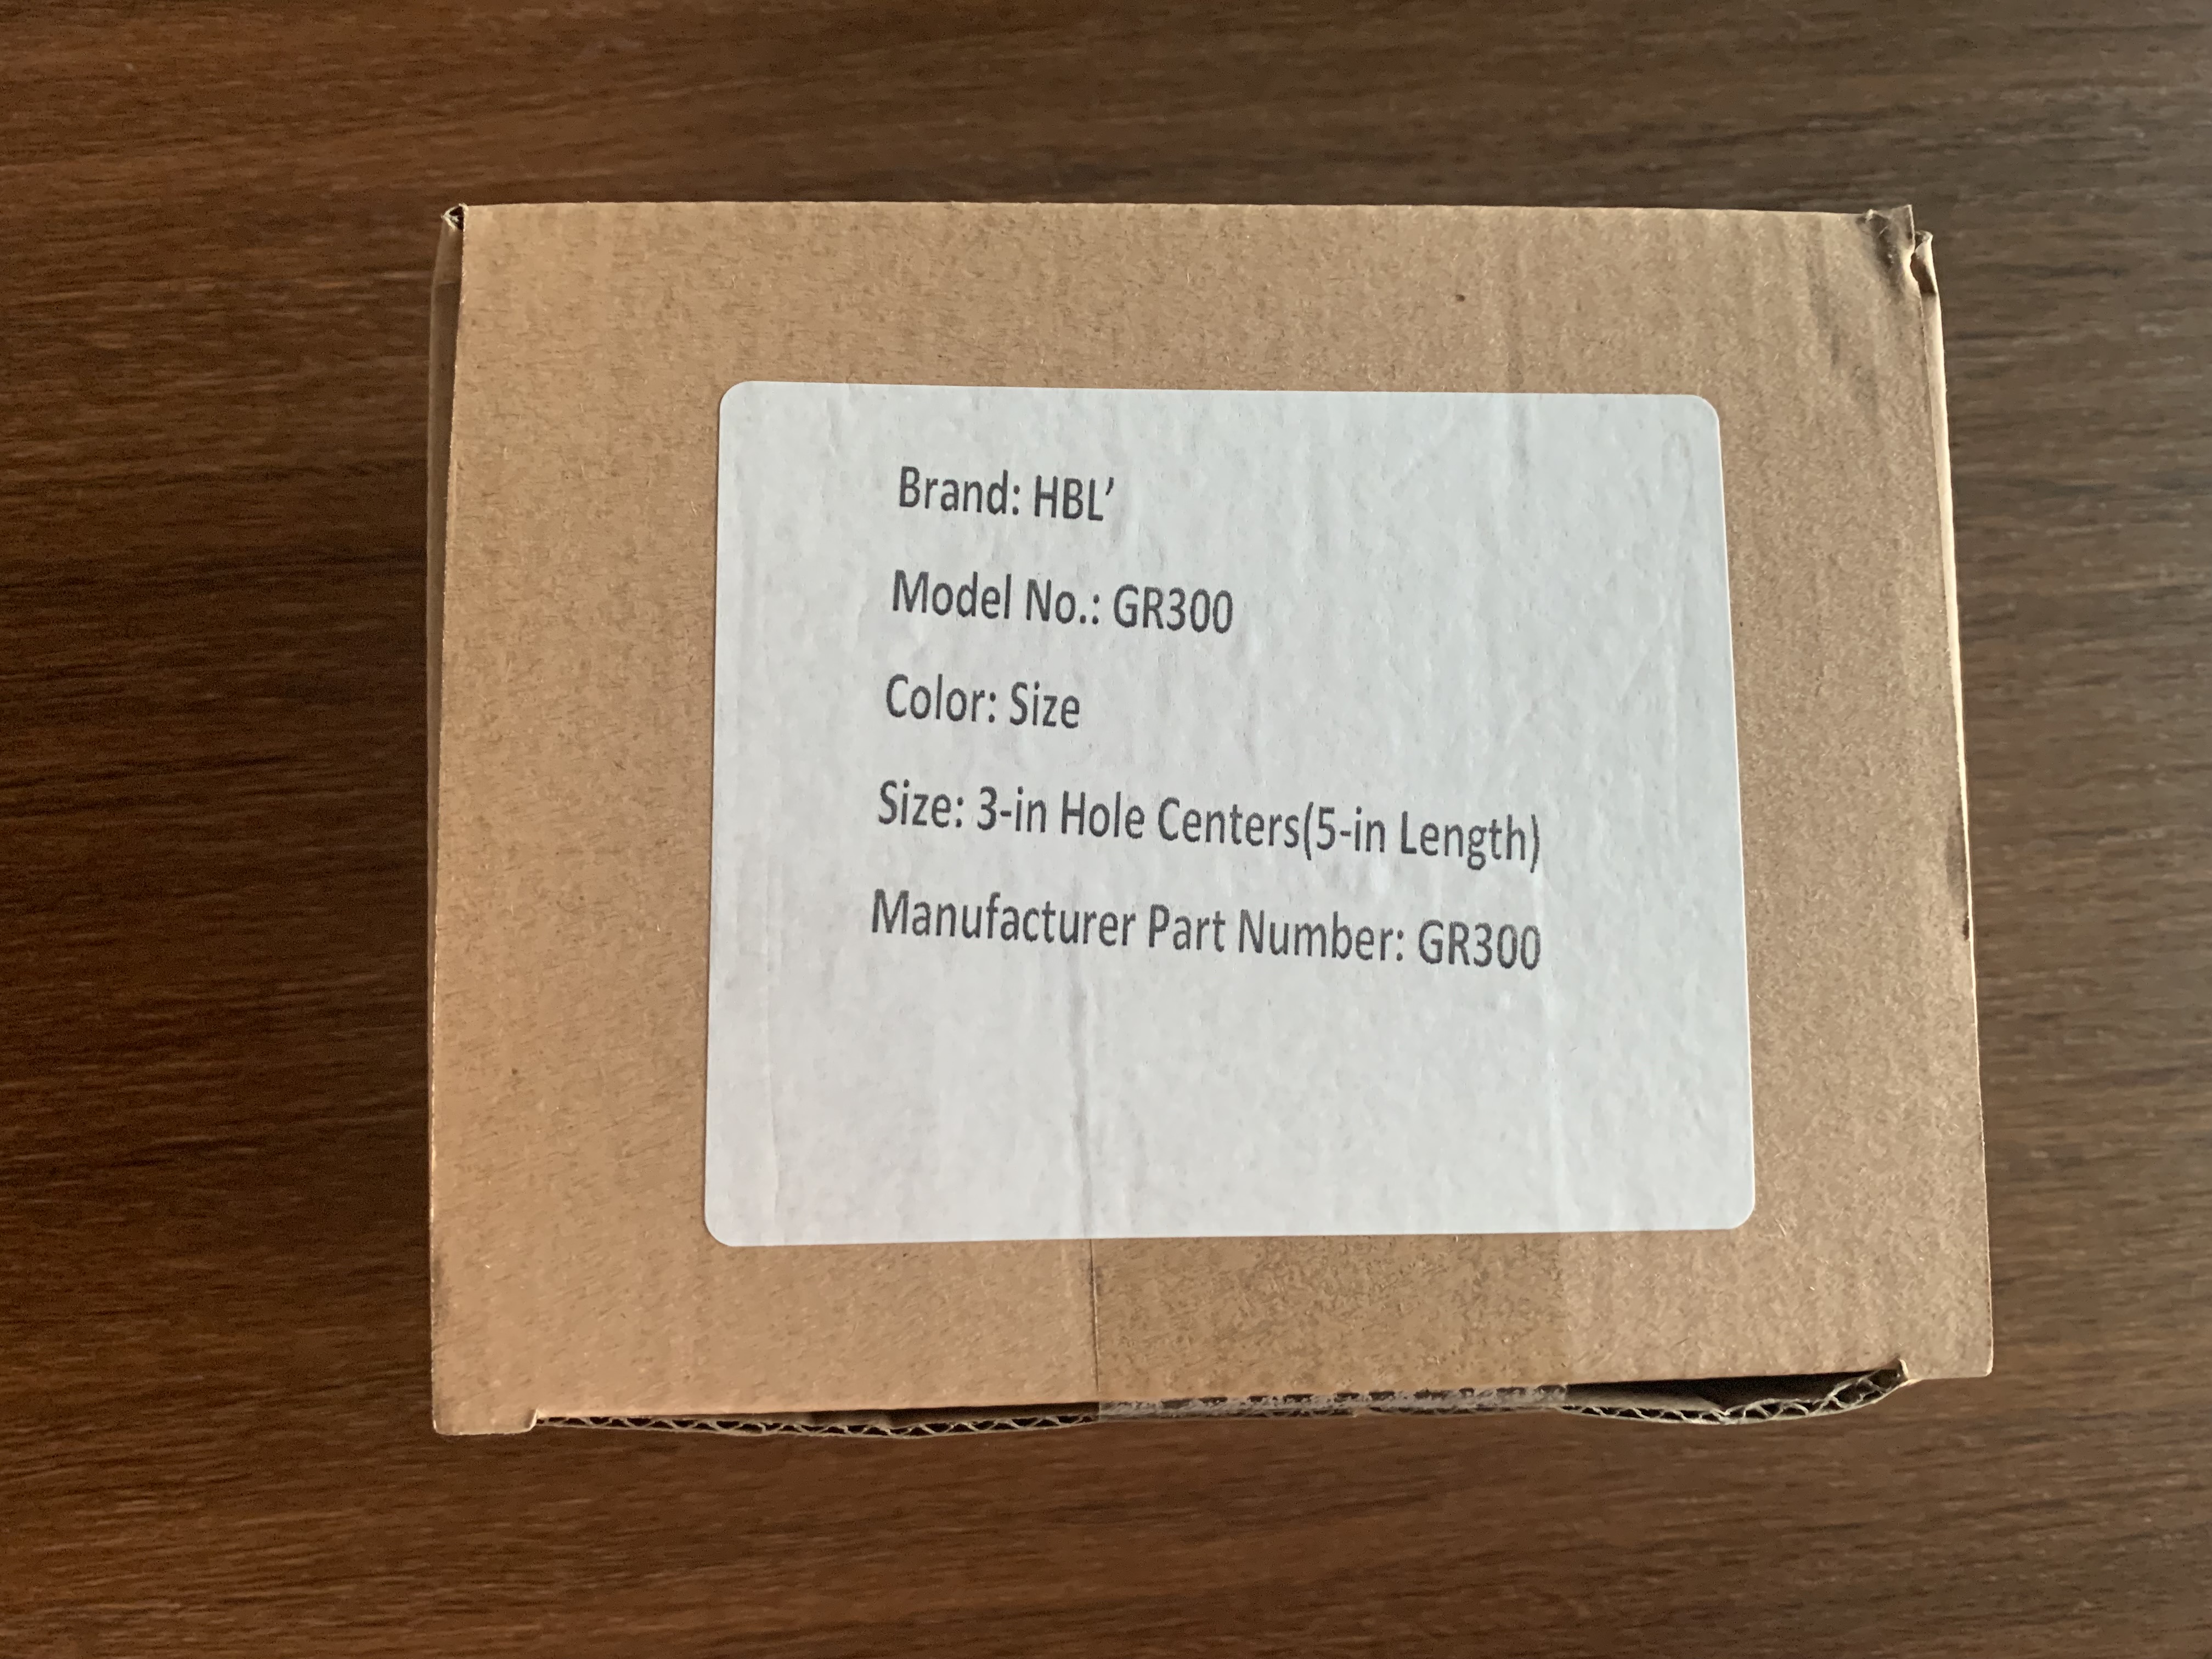 Brand: HBL’
Model No.: GR300
Color: Size
Size: 3-in Hole Centers(5-in Length)
Manufacturer Part Number: GR300